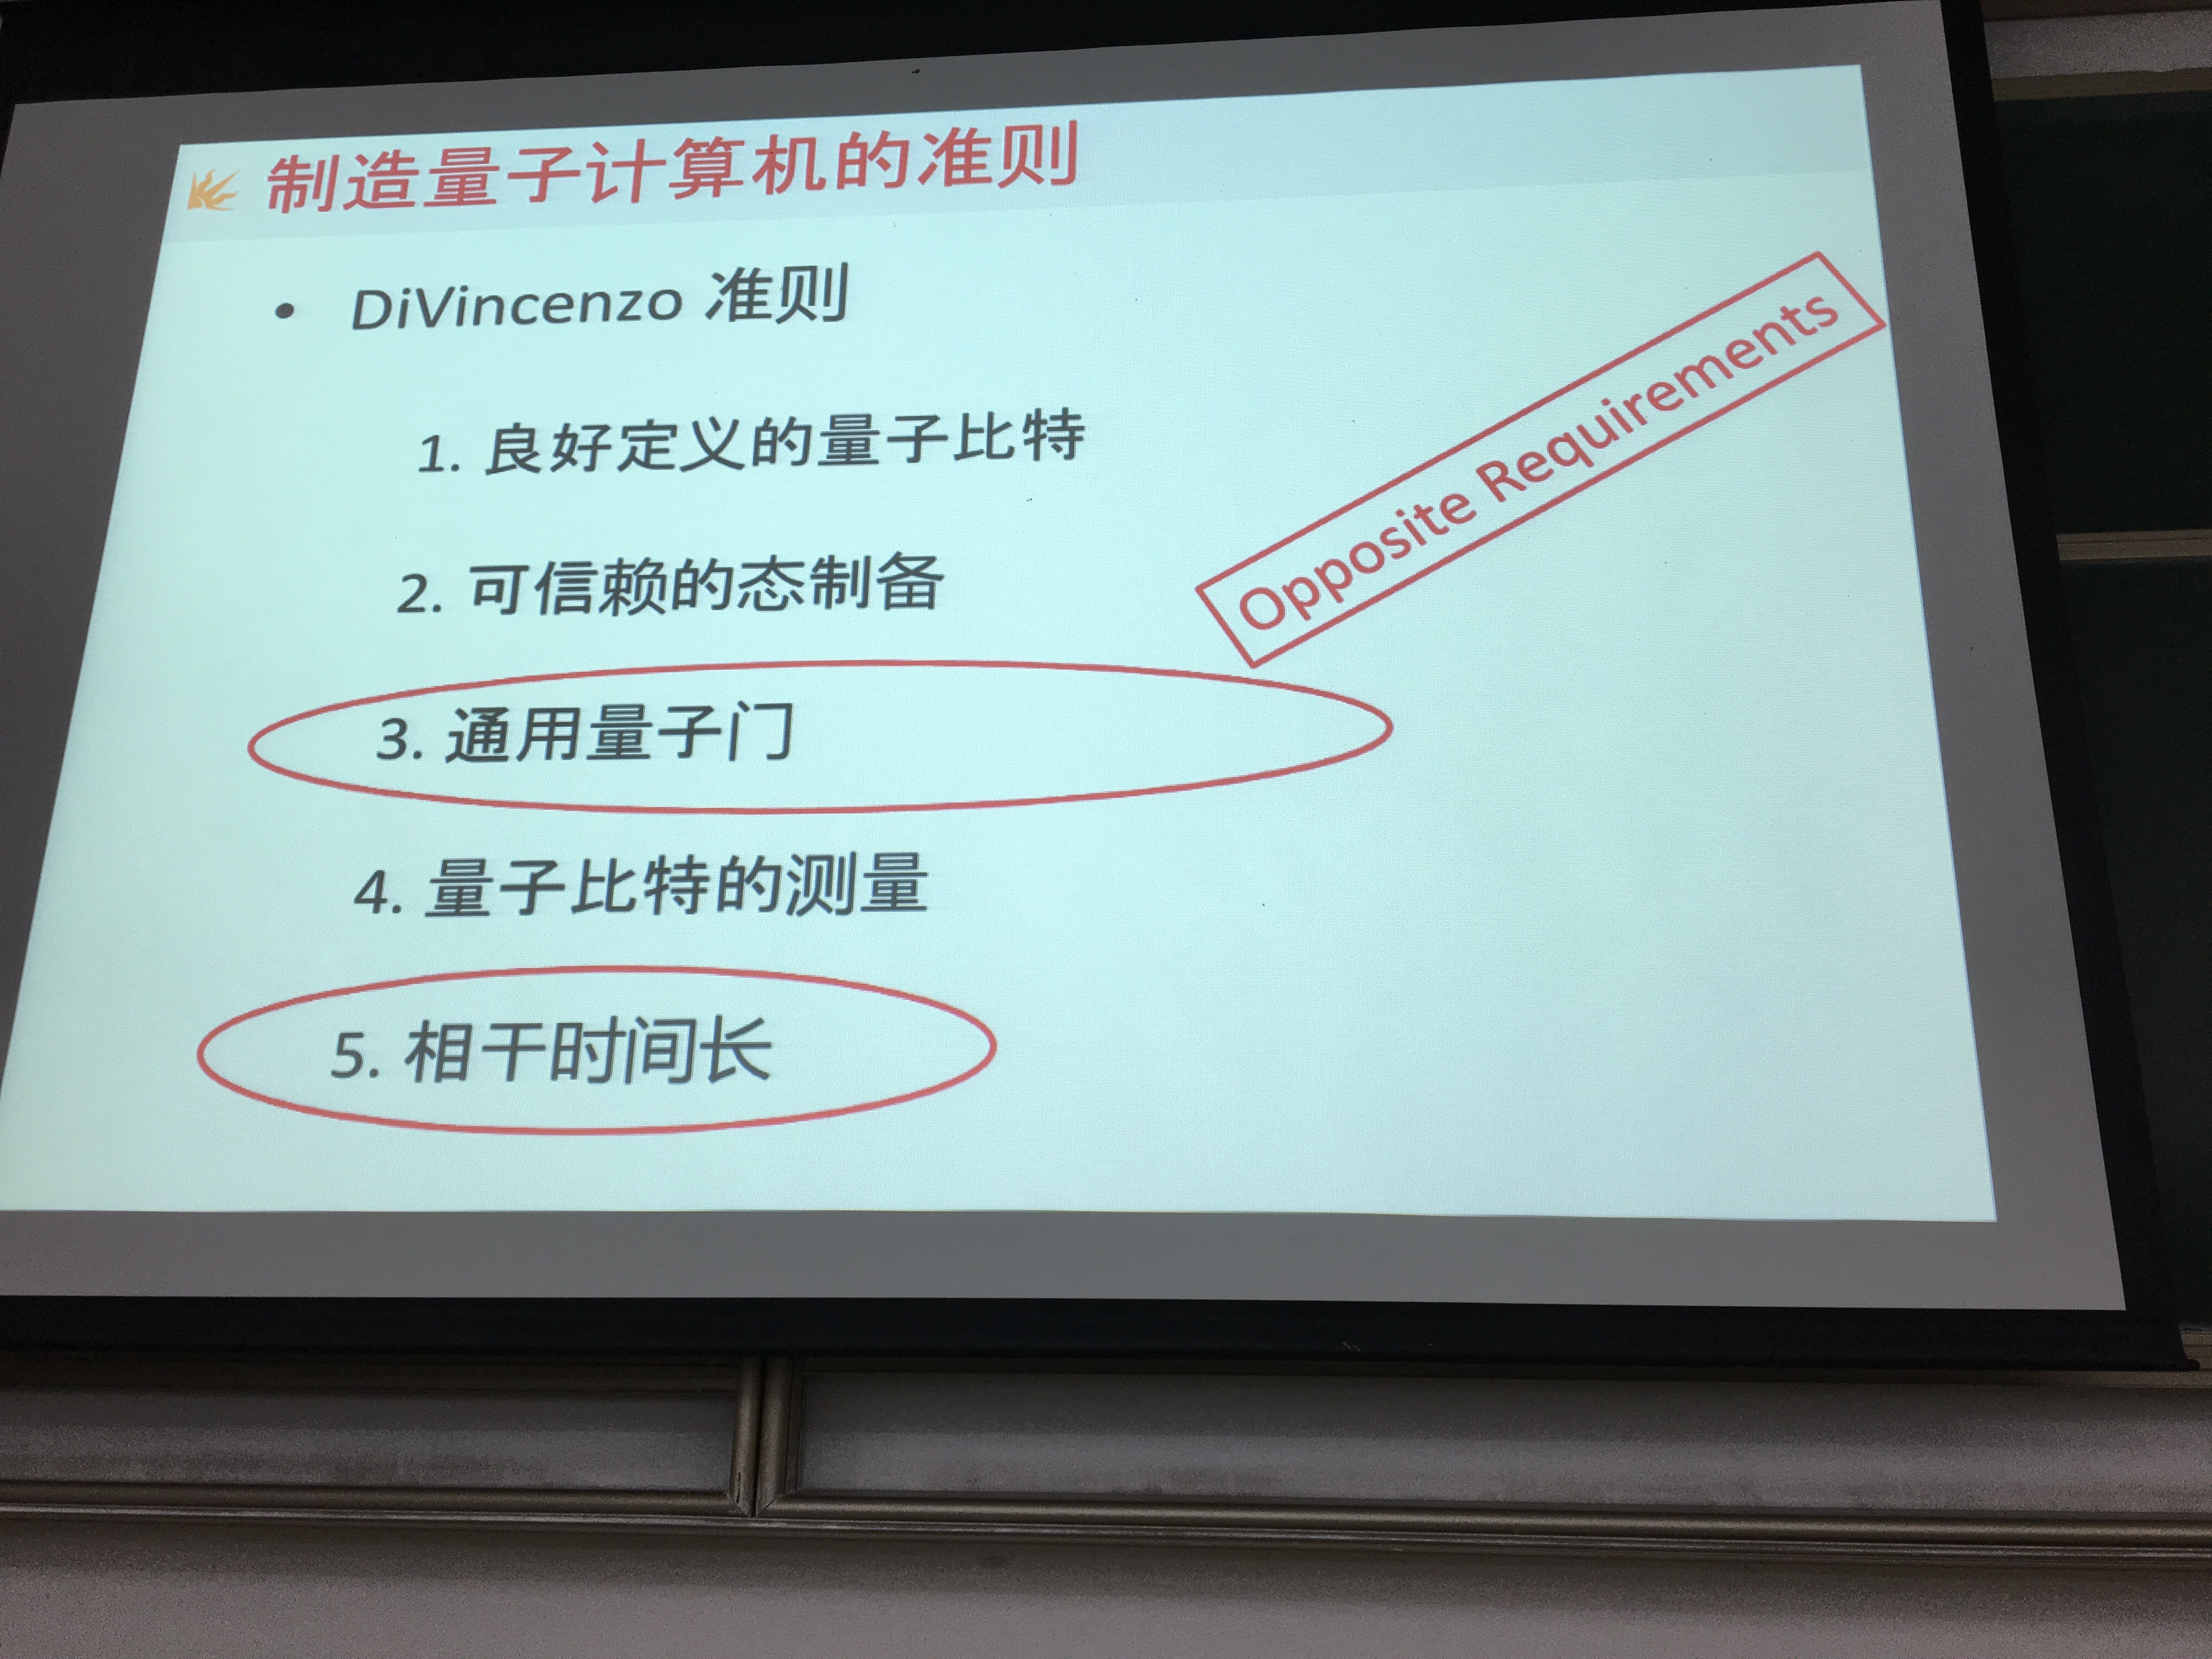 制造量子计算机的准则
• DiVincenzo 准则
1. 良好定义的量子比特
2. 可信赖的态制备
Opposite Requirements
3. 通用量子门
4. 量子比特的测量
5. 相干时间长